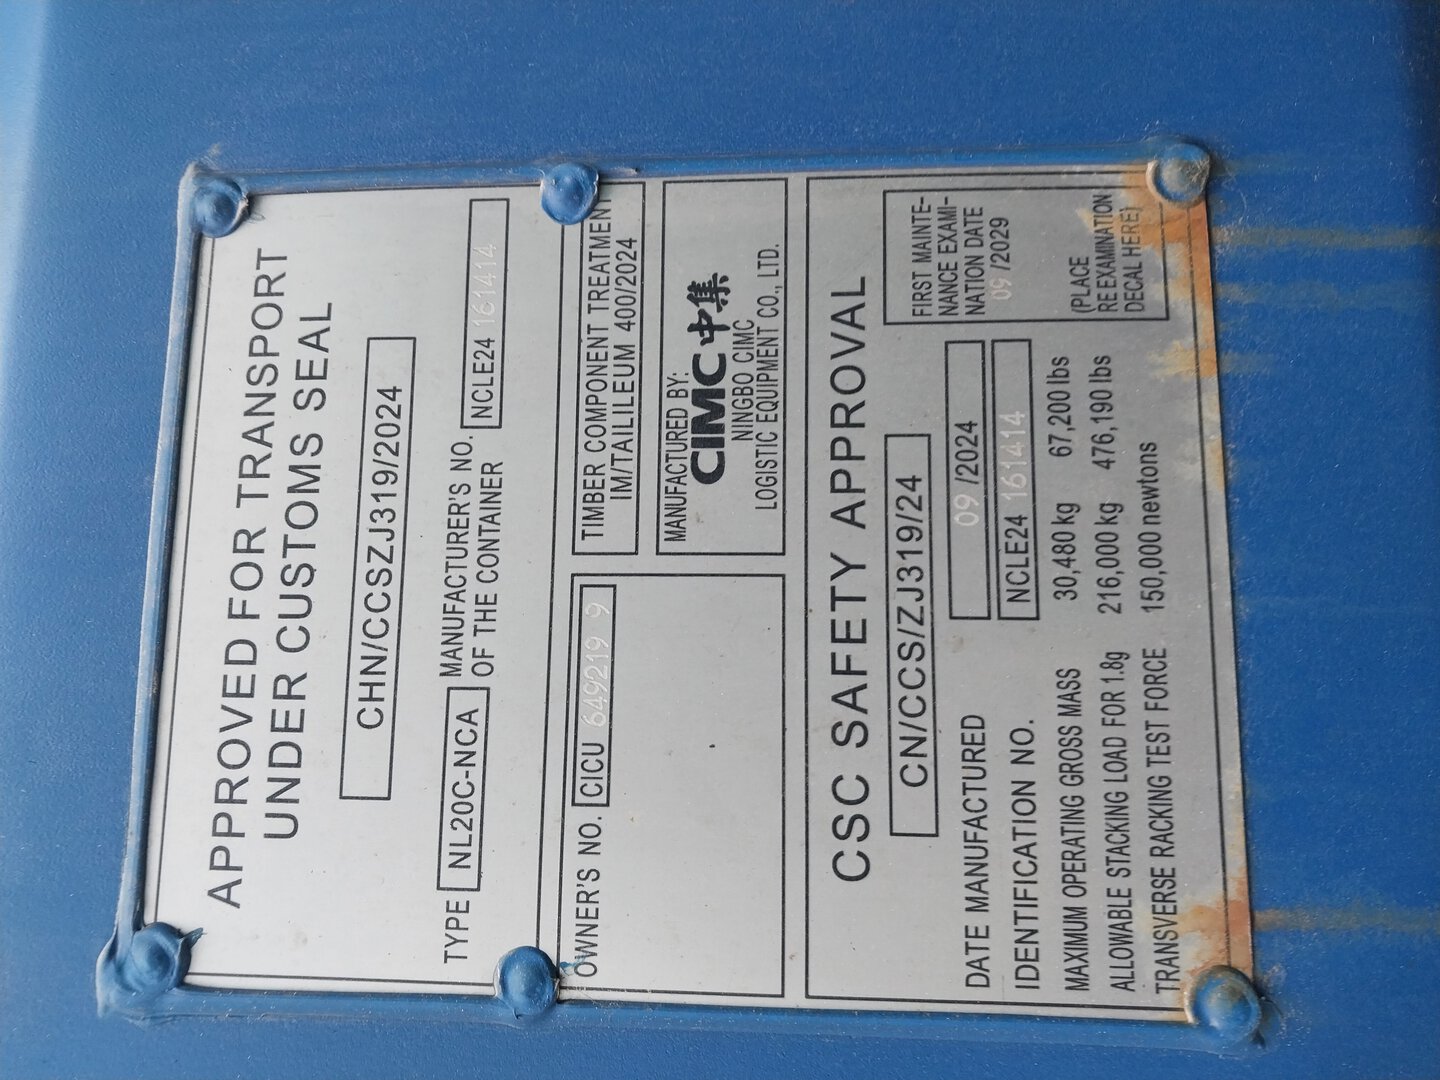 APPROVED FOR TRANSPORT
UNDER CUSTOMS SEAL
CHN/CCSZJ319/2024
TYPE NL20C-NCA MANUFACTURER'S NO.
OF THE CONTAINER NCLE24 161414
OWNER'S NO. CICU 649219 9
TIMBER COMPONENT TREATMENT
IM/TAILILEUM 400/2024
MANUFACTURED BY:
CIMC 中集
NINGBO CIMC
LOGISTIC EQUIPMENT CO., LTD.
CSC SAFETY APPROVAL
CN/CCS/ZJ319/24
DATE MANUFACTURED 09 /2024
IDENTIFICATION NO. NCLE24 161414
MAXIMUM OPERATING GROSS MASS 30,480 kg 67,200 lbs
ALLOWABLE STACKING LOAD FOR 1.8g 216,000 kg 476,190 lbs
TRANSVERSE RACKING TEST FORCE 150,000 newtons
FIRST MAINTE-
NANCE EXAMI-
NATION DATE
09 /2029
(PLACE
RE EXAMINATION
DECAL HERE)